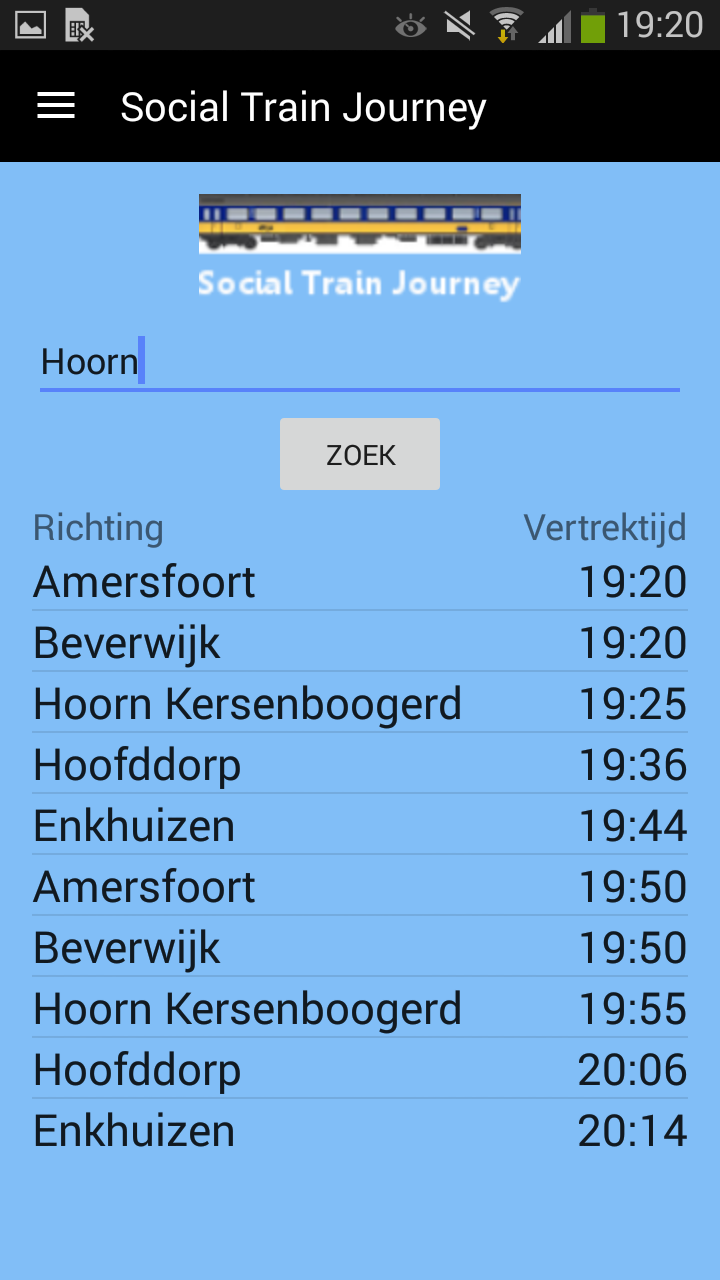 19:20
Social Train Journey
Social Train Journey
Hoorn
ZOEK
Richting Vertrektijd
Amersfoort 19:20
Beverwijk 19:20
Hoorn Kersenboogerd 19:25
Hoofddorp 19:36
Enkhuizen 19:44
Amersfoort 19:50
Beverwijk 19:50
Hoorn Kersenboogerd 19:55
Hoofddorp 20:06
Enkhuizen 20:14